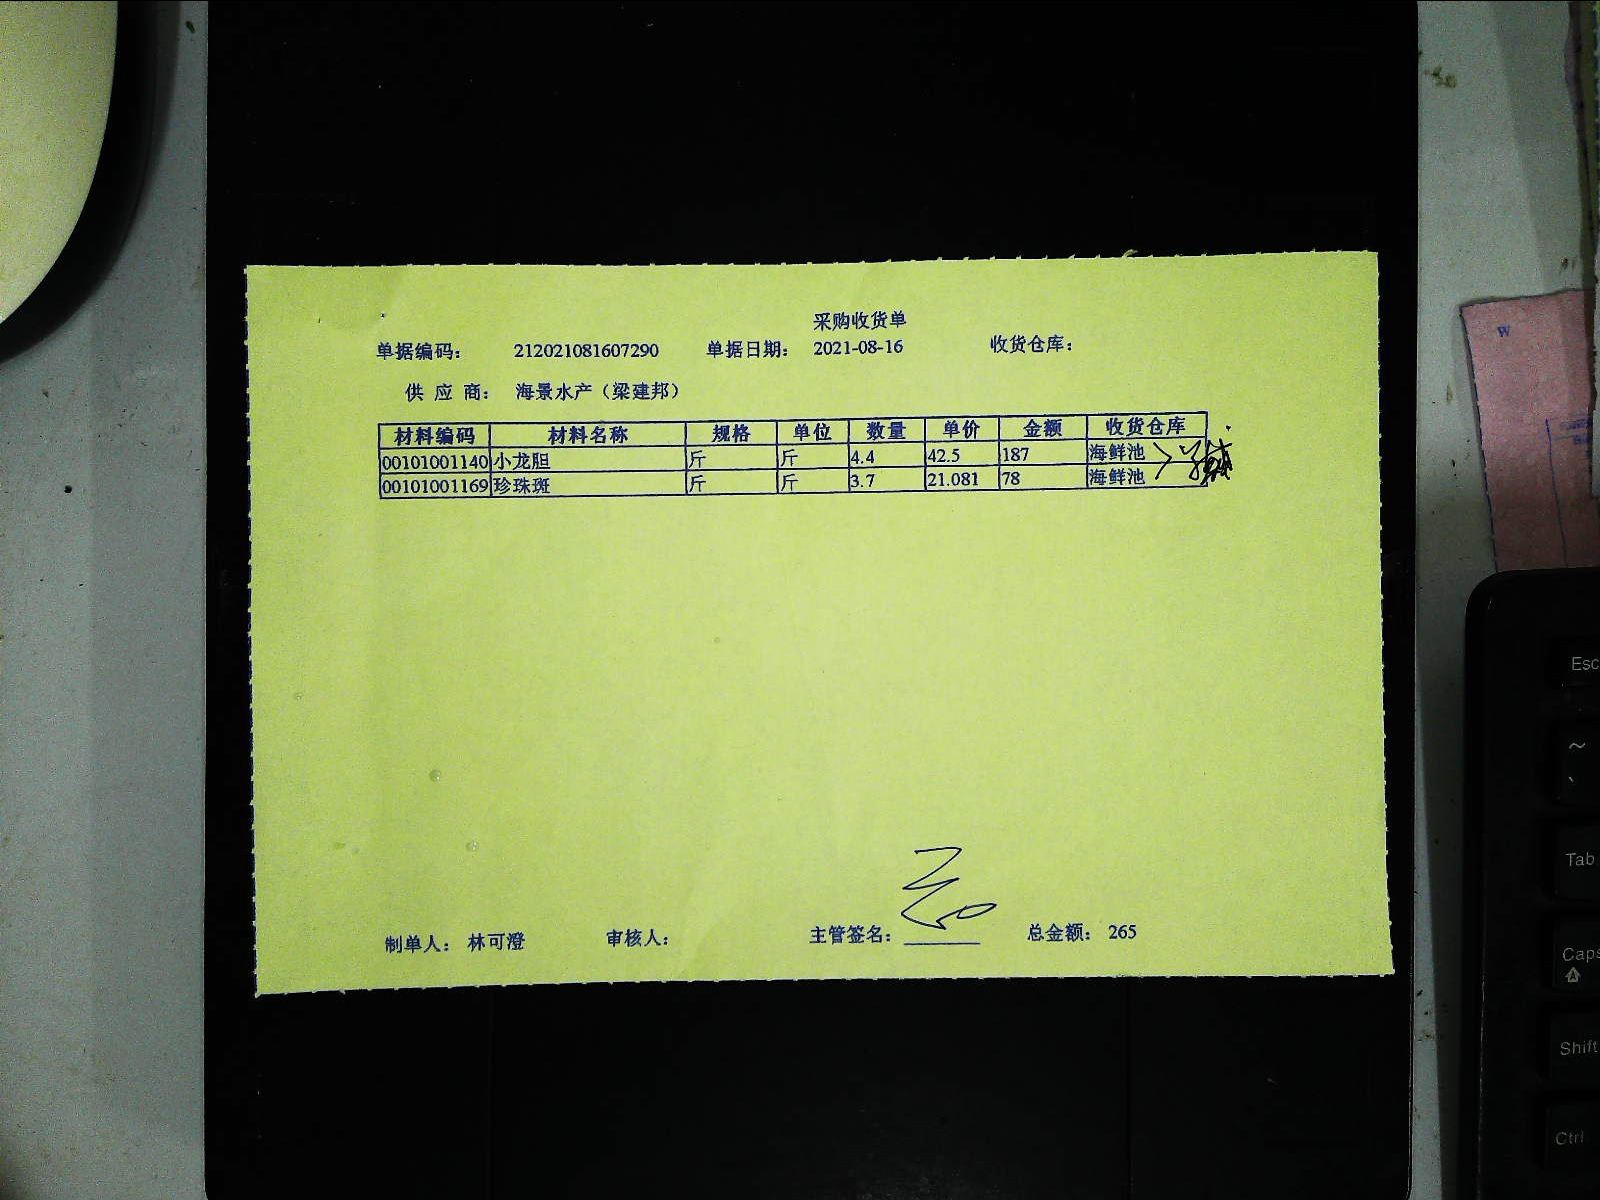 采购收货单
单据编码： 212021081607290 单据日期： 2021-08-16 收货仓库：
供 应 商： 海景水产（梁建邦）
材料编码 材料名称 规格 单位 数量 单价 金额 收货仓库
00101001140 小龙胆 斤 斤 4.4 42.5 187 海鲜池
00101001169 珍珠斑 斤 斤 3.7 21.081 78 海鲜池
制单人： 林可澄 审核人： 主管签名： 总金额： 265
W
Esc
~
`
Tab
Caps
Shift
Ctrl